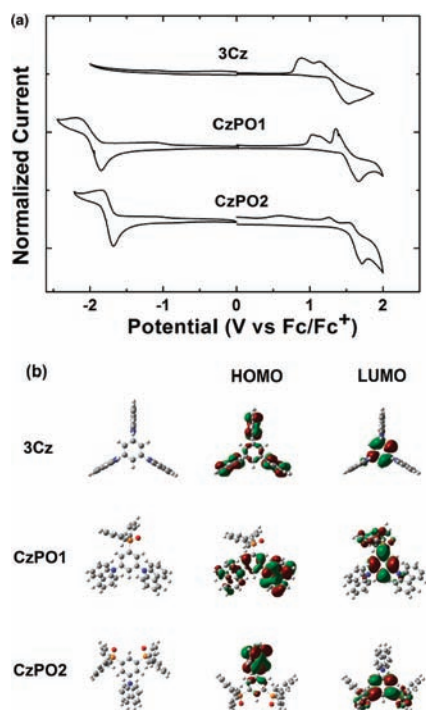 (a)
3Cz
CzPO1
CzPO2
Normalized Current
-2 -1 0 1 2
Potential (V vs Fc/Fc⁺)
(b) HOMO LUMO
3Cz
CzPO1
CzPO2